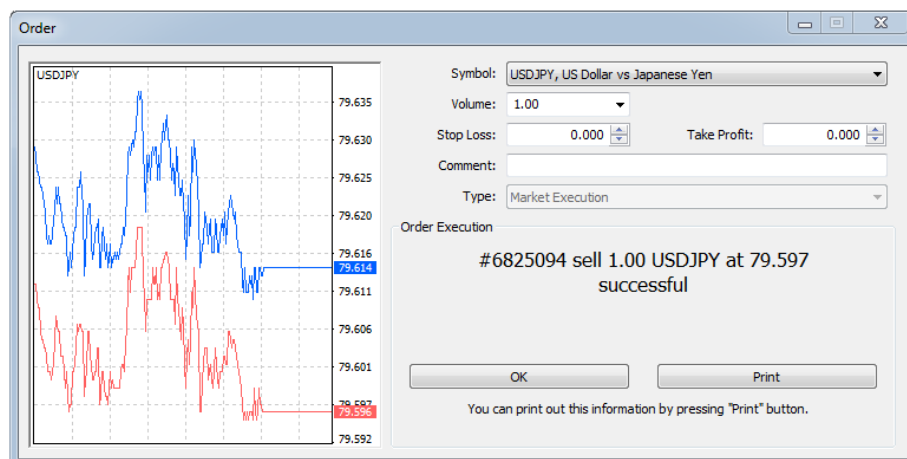 Order
USDJPY
79.635
79.630
79.625
79.620
79.616
79.614
79.611
79.606
79.601
79.597
79.596
79.592
Symbol: USDJPY, US Dollar vs Japanese Yen
Volume: 1.00
Stop Loss: 0.000 Take Profit: 0.000
Comment:
Type: Market Execution
Order Execution
#6825094 sell 1.00 USDJPY at 79.597
successful
OK Print
You can print out this information by pressing "Print" button.